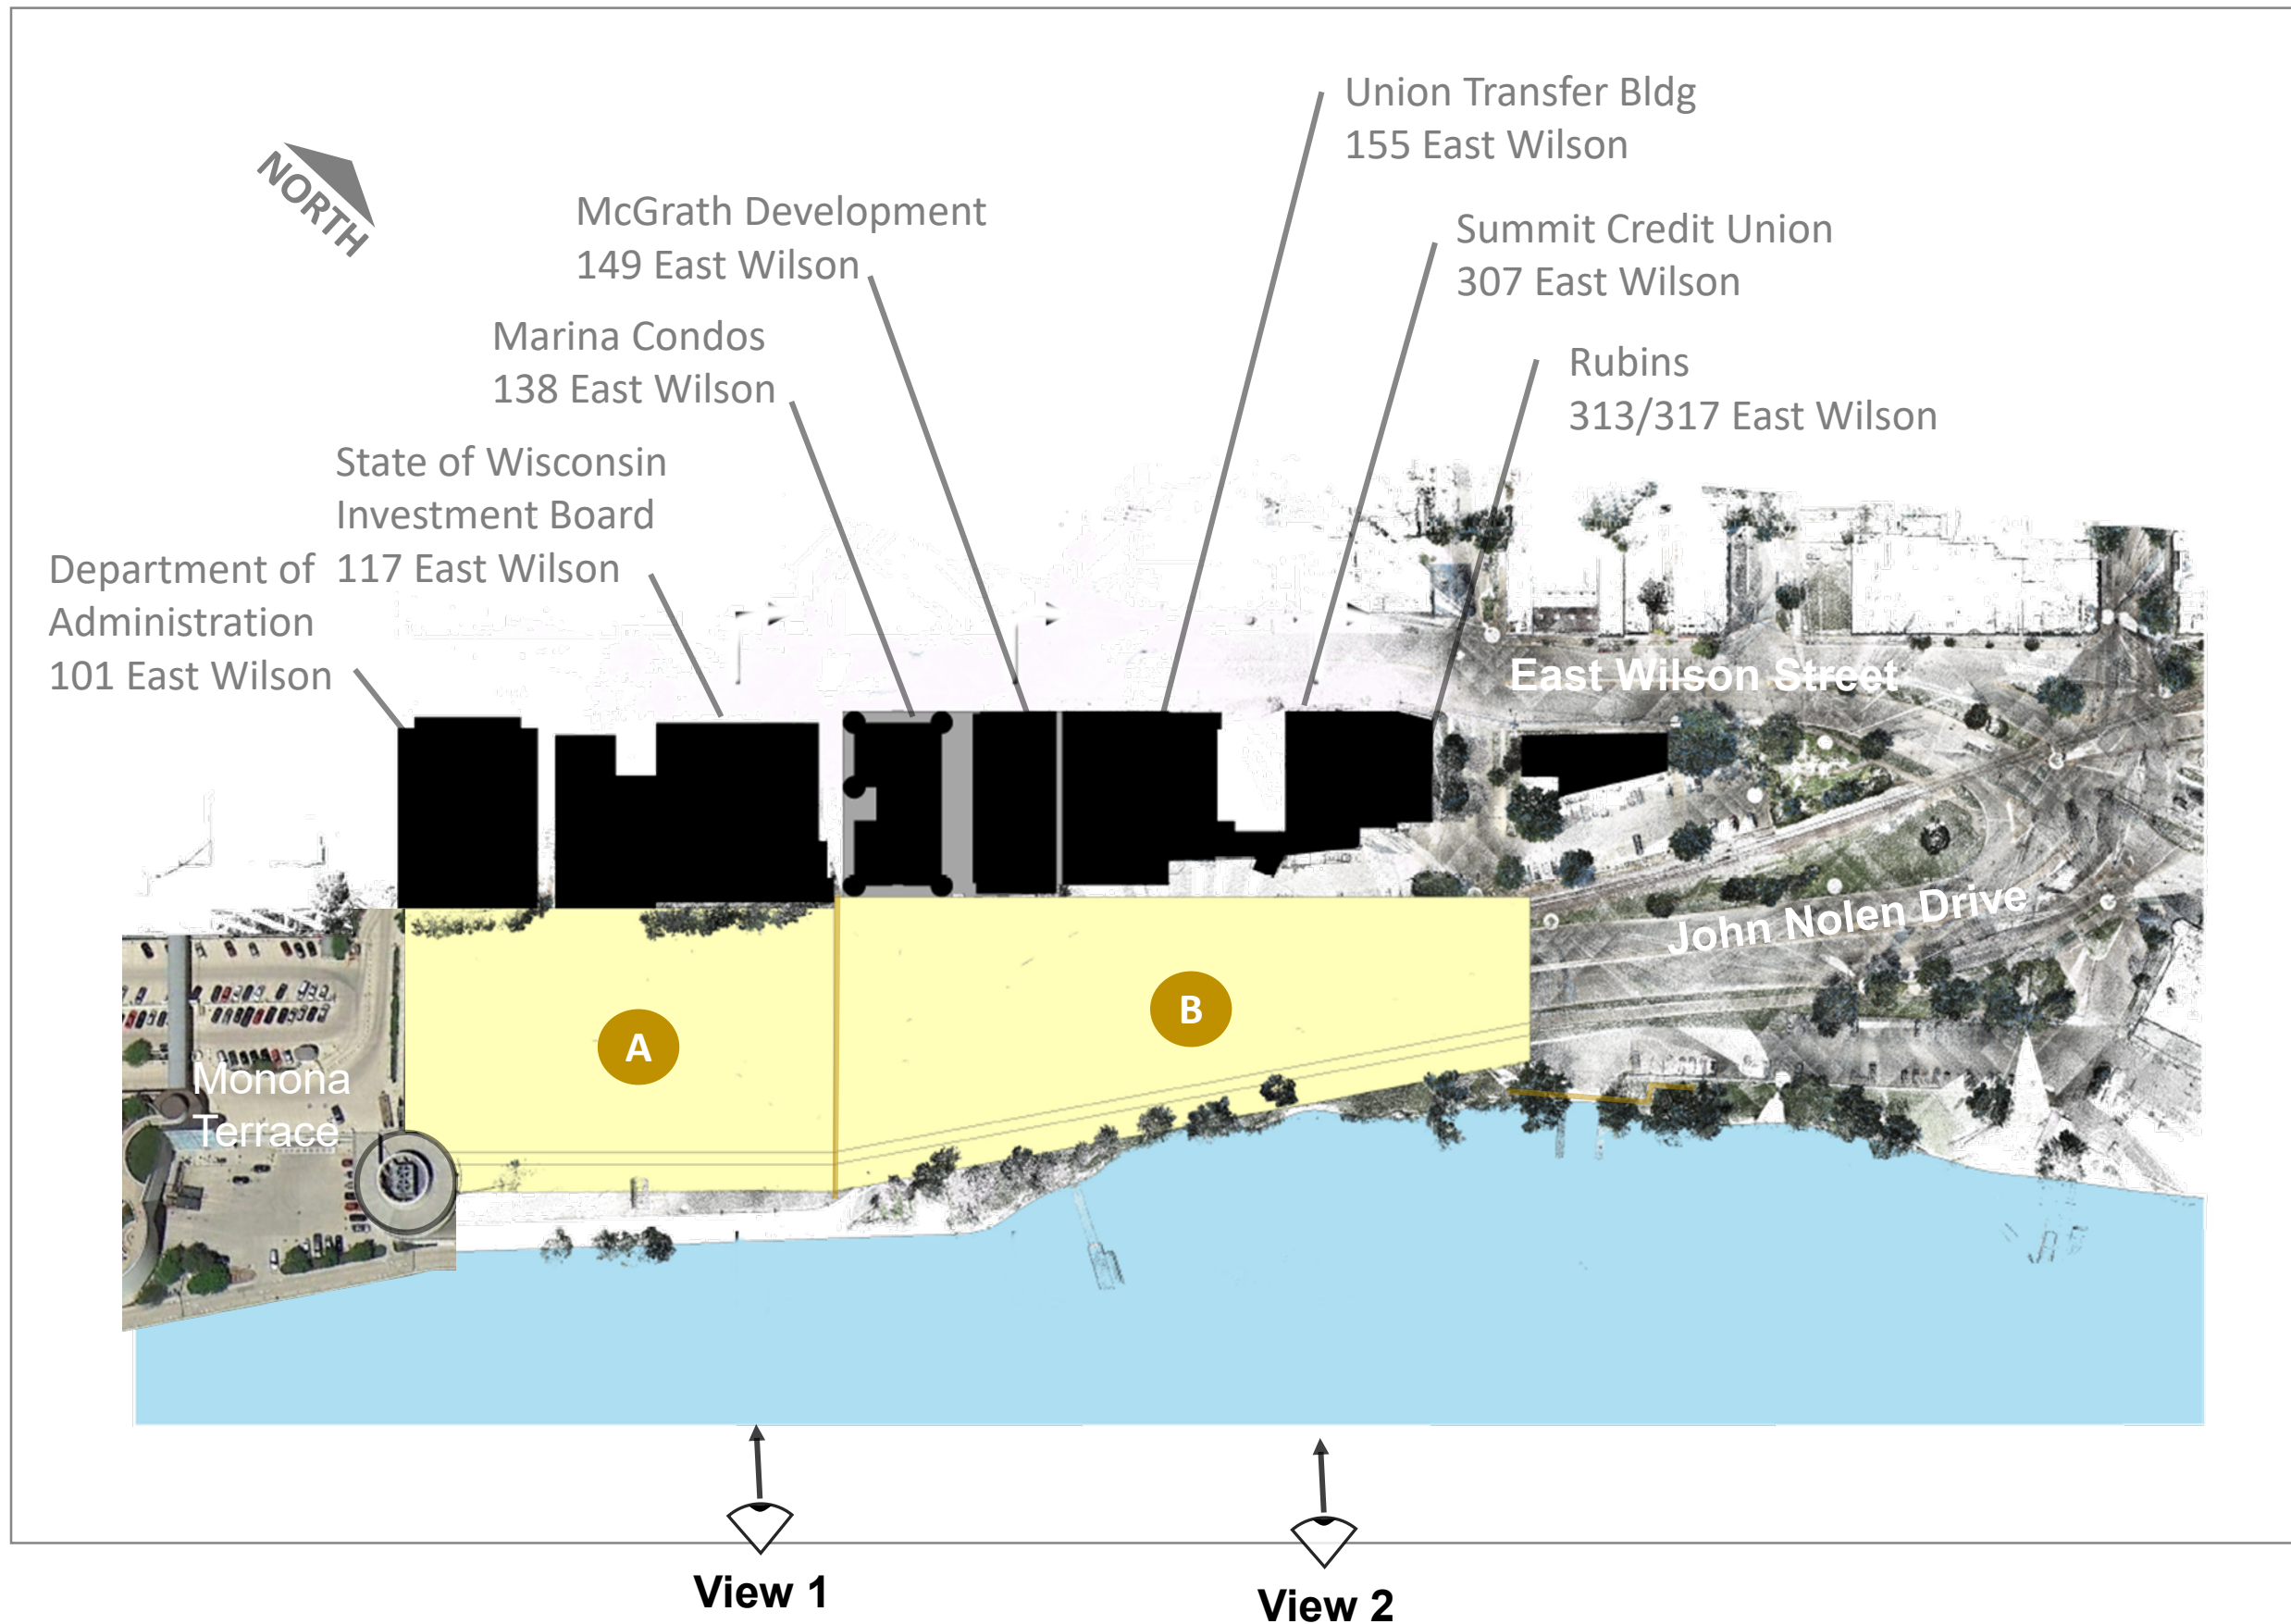 Union Transfer Bldg
155 East Wilson
NORTH
McGrath Development
149 East Wilson
Summit Credit Union
307 East Wilson
Marina Condos
138 East Wilson
Rubins
313/317 East Wilson
State of Wisconsin
Investment Board
117 East Wilson
Department of
Administration
101 East Wilson
East Wilson Street
John Nolen Drive
A
B
Monona
Terrace
View 1
View 2